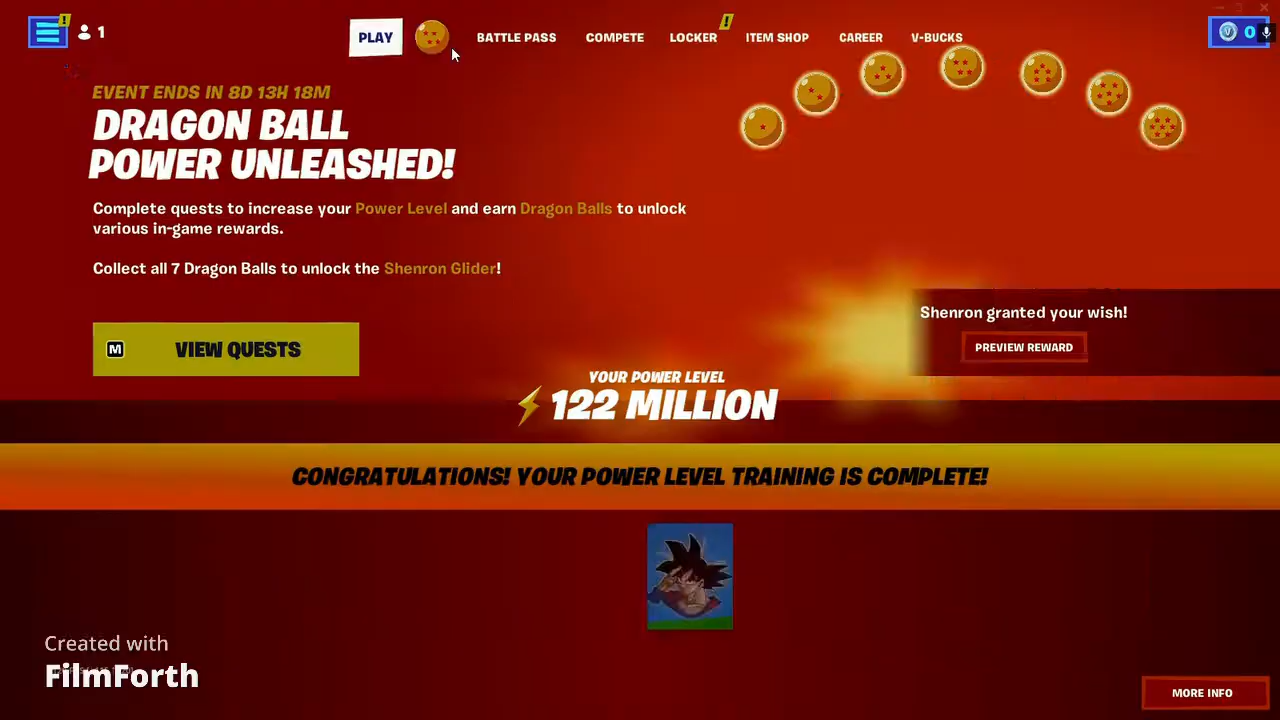 1
PLAY
BATTLE PASS
COMPETE
LOCKER
!
ITEM SHOP
CAREER
V-BUCKS
!
V 0
EVENT ENDS IN 8D 13H 18M
DRAGON BALL
POWER UNLEASHED!
Complete quests to increase your Power Level and earn Dragon Balls to unlock
various in-game rewards.
Collect all 7 Dragon Balls to unlock the Shenron Glider!
M VIEW QUESTS
Shenron granted your wish!
PREVIEW REWARD
YOUR POWER LEVEL
122 MILLION
CONGRATULATIONS! YOUR POWER LEVEL TRAINING IS COMPLETE!
Created with
FilmForth
MORE INFO